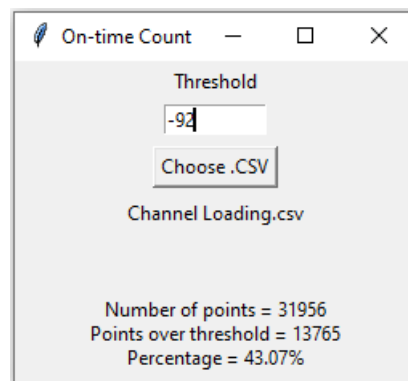 On-time Count
Threshold
-92
Choose .CSV
Channel Loading.csv
Number of points = 31956
Points over threshold = 13765
Percentage = 43.07%